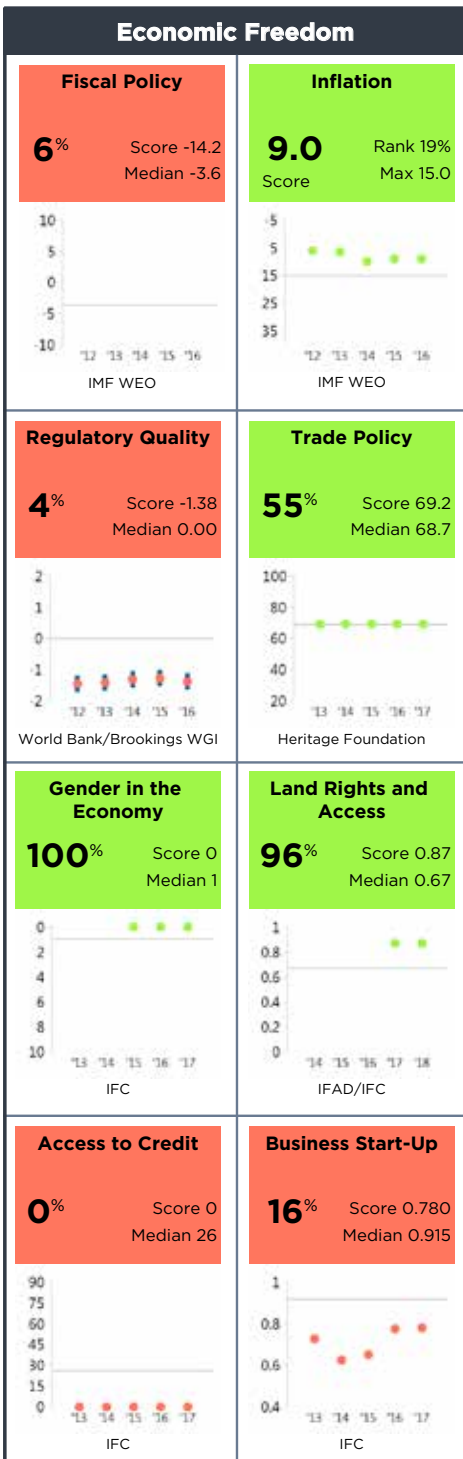 Economic Freedom
Fiscal Policy
6%
Score -14.2
Median -3.6
10
5
0
-5
-10
'12 '13 '14 '15 '16
IMF WEO
Inflation
9.0
Score
Rank 19%
Max 15.0
-5
5
15
25
35
'12 '13 '14 '15 '16
IMF WEO
Regulatory Quality
4%
Score -1.38
Median 0.00
2
1
0
-1
-2
'12 '13 '14 '15 '16
World Bank/Brookings WGI
Trade Policy
55%
Score 69.2
Median 68.7
100
80
60
40
20
'13 '14 '15 '16 '17
Heritage Foundation
Gender in the
Economy
100%
Score 0
Median 1
0
2
4
6
8
10
'13 '14 '15 '16 '17
IFC
Land Rights and
Access
96%
Score 0.87
Median 0.67
1
0.8
0.6
0.4
0.2
0
'14 '15 '16 '17 '18
IFAD/IFC
Access to Credit
0%
Score 0
Median 26
90
75
60
45
30
15
0
'13 '14 '15 '16 '17
IFC
Business Start-Up
16%
Score 0.780
Median 0.915
1
0.8
0.6
0.4
'13 '14 '15 '16 '17
IFC